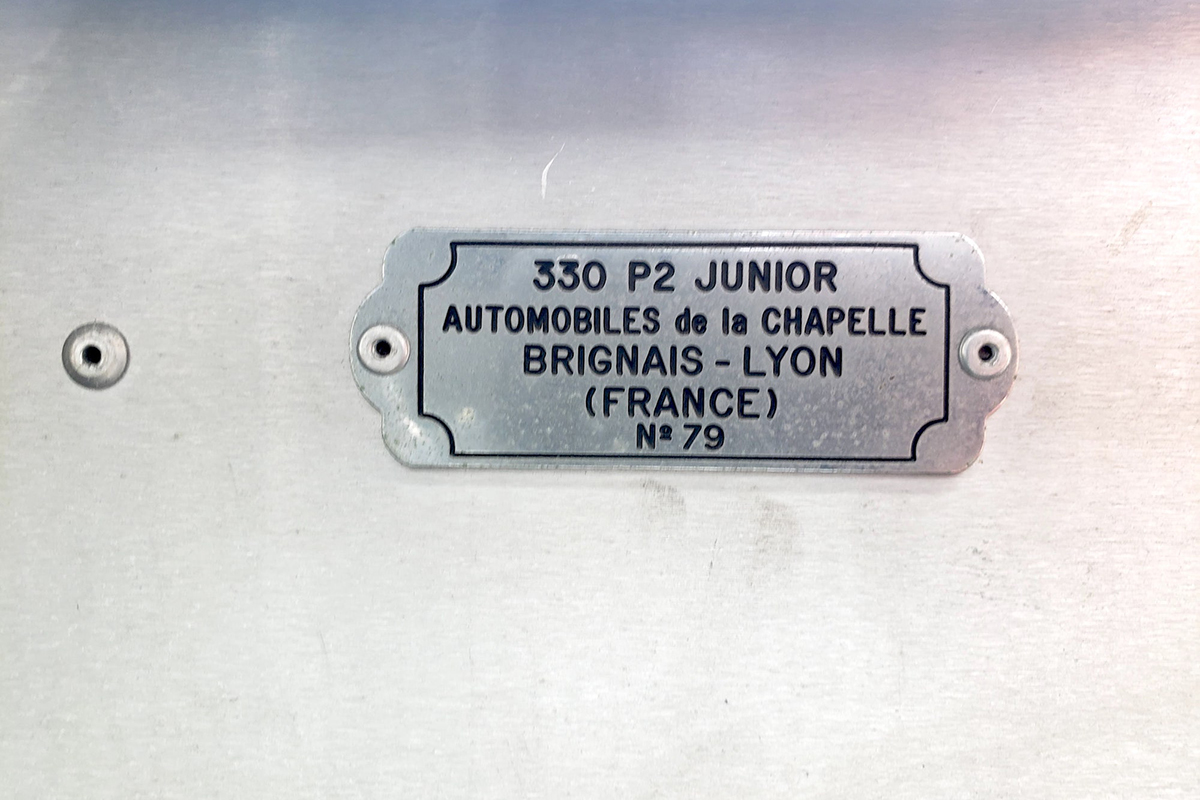 330 P2 JUNIOR
AUTOMOBILES de la CHAPELLE
BRIGNAIS - LYON
(FRANCE)
Nº 79